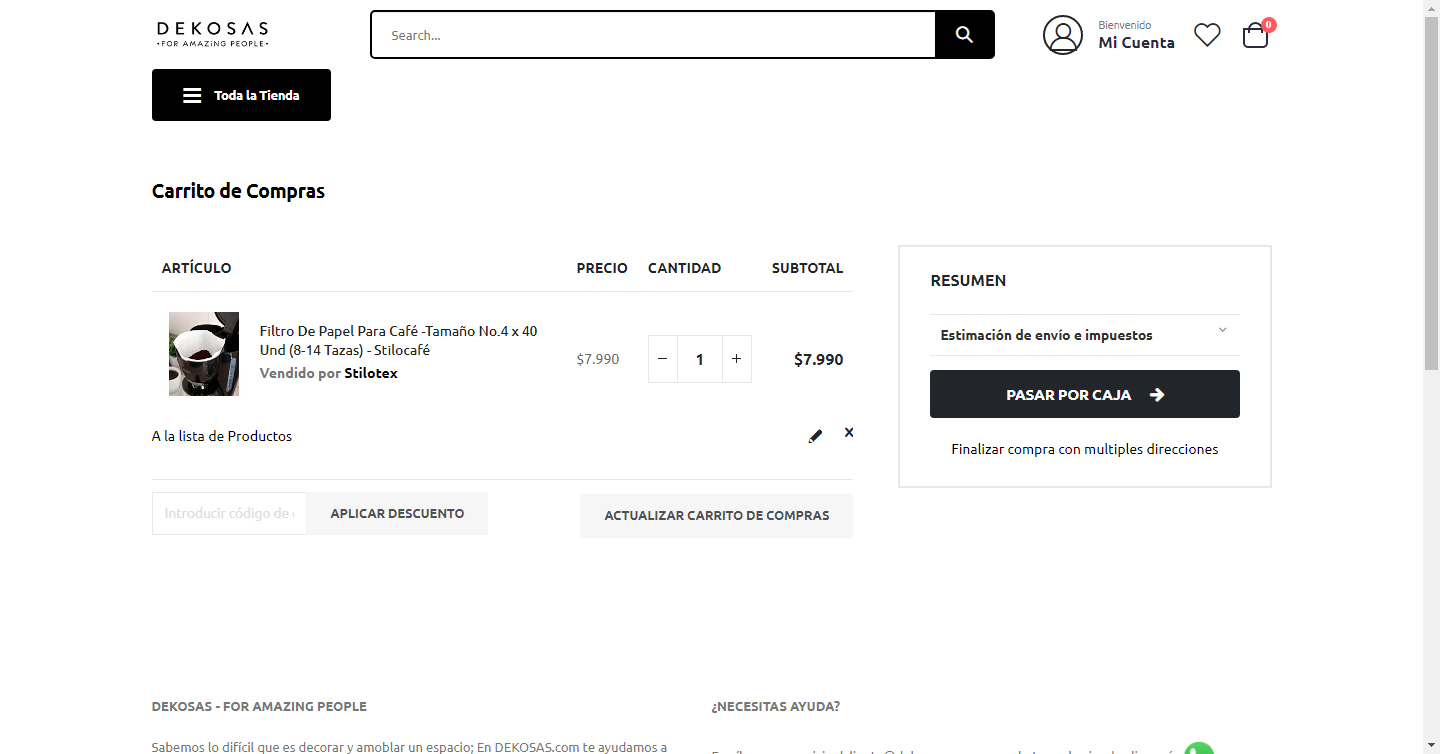 DEKOSAS
•FOR AMAZiNG PEOPLE•
Search...
Bienvenido
Mi Cuenta
0
Toda la Tienda
Carrito de Compras
ARTÍCULO PRECIO CANTIDAD SUBTOTAL
Filtro De Papel Para Café -Tamaño No.4 x 40
Und (8-14 Tazas) - Stilocafé
Vendido por Stilotex
$7.990
1
$7.990
A la lista de Productos
Introducir código de
APLICAR DESCUENTO
ACTUALIZAR CARRITO DE COMPRAS
RESUMEN
Estimación de envío e impuestos
PASAR POR CAJA
Finalizar compra con multiples direcciones
DEKOSAS - FOR AMAZING PEOPLE
Sabemos lo difícil que es decorar y amoblar un espacio; En DEKOSAS.com te ayudamos a
¿NECESITAS AYUDA?